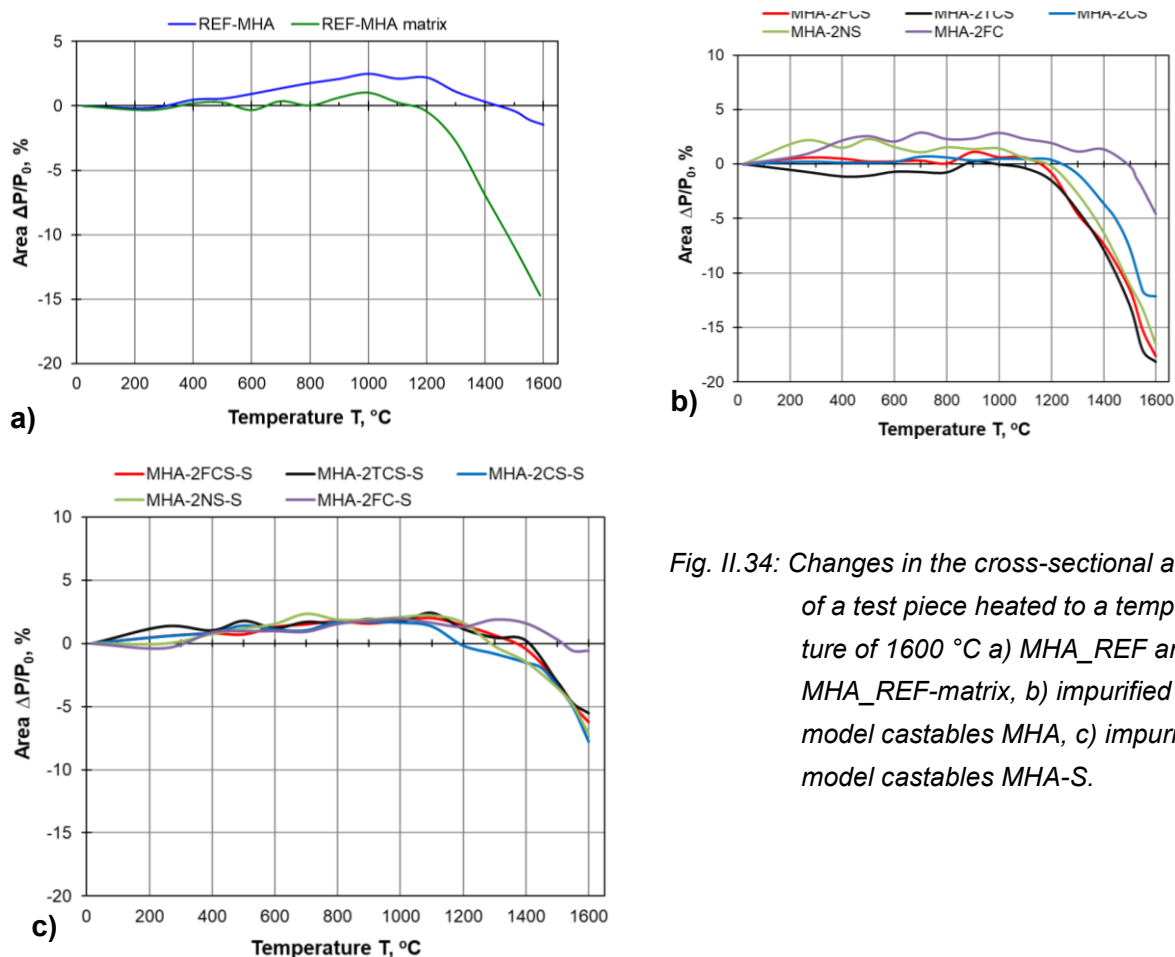 REF-MHA REF-MHA matrix
5
0
-5
-10
-15
-20
Area ΔP/P₀, %
0 200 400 600 800 1000 1200 1400 1600
Temperature T, °C
a)
MHA-2FCS MHA-2TCS MHA-2CS
MHA-2NS MHA-2FC
10
5
0
-5
-10
-15
-20
Area ΔP/P₀, %
0 200 400 600 800 1000 1200 1400 1600
Temperature T, °C
b)
MHA-2FCS-S MHA-2TCS-S MHA-2CS-S
MHA-2NS-S MHA-2FC-S
10
5
0
-5
-10
-15
-20
Area ΔP/P₀, %
0 200 400 600 800 1000 1200 1400 1600
Temperature T, °C
c)
Fig. II.34: Changes in the cross-sectional a
of a test piece heated to a temp
ture of 1600 °C a) MHA_REF an
MHA_REF-matrix, b) impurified
model castables MHA, c) impuri
model castables MHA-S.